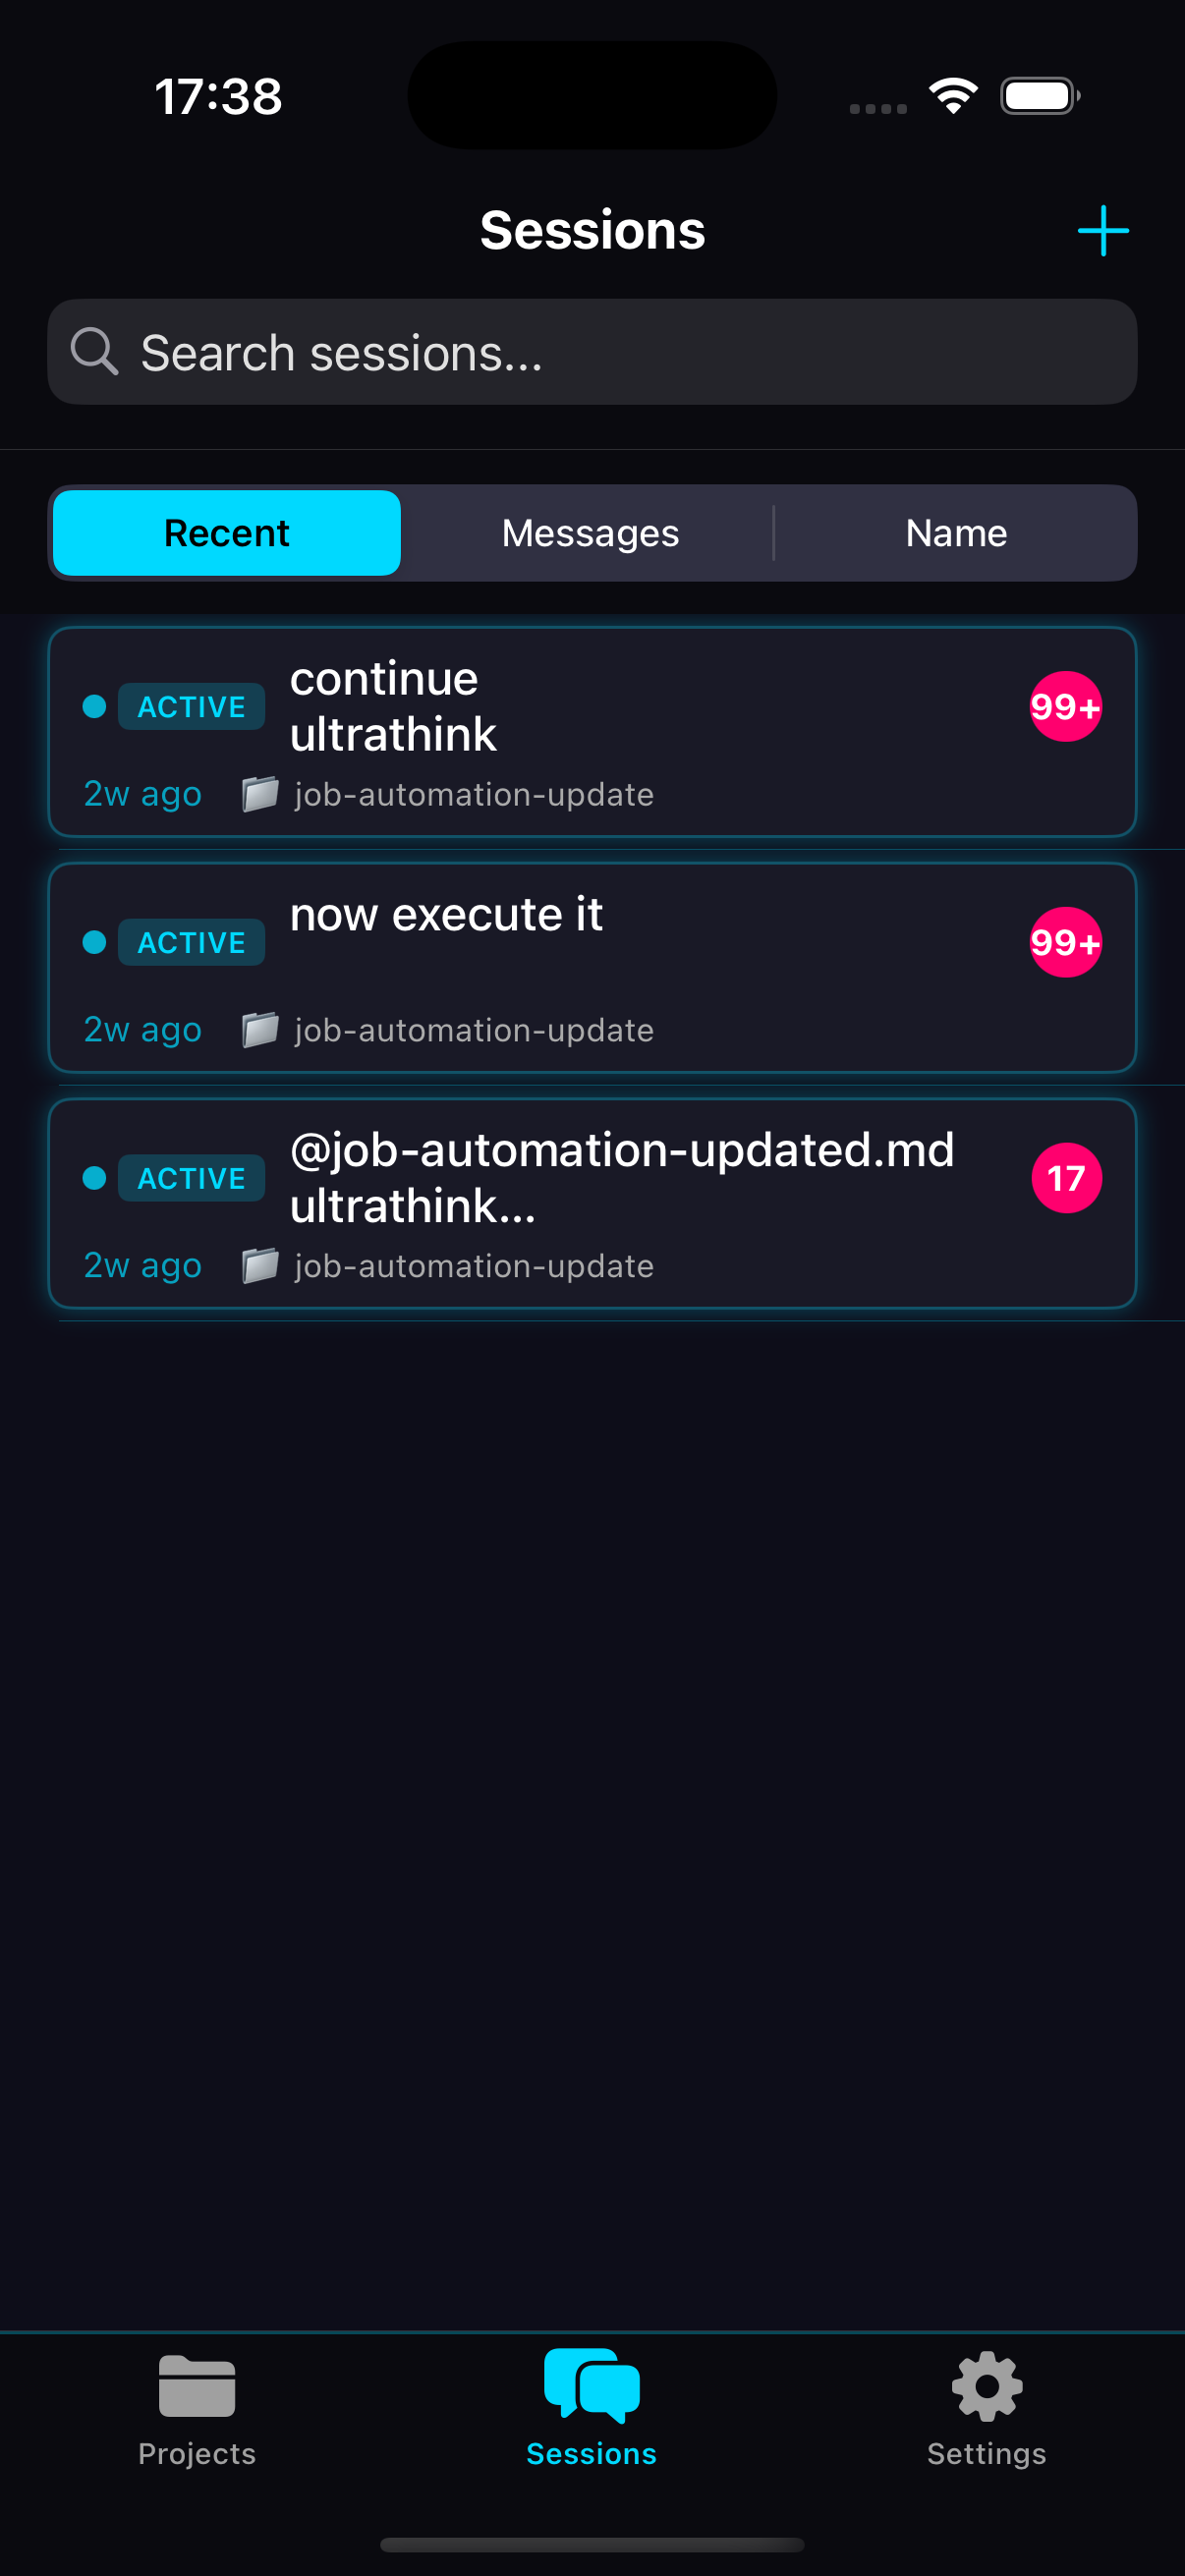 17:38
Sessions
Search sessions...
Recent
Messages
Name
ACTIVE
continue
ultrathink
99+
2w ago
job-automation-update
ACTIVE
now execute it
99+
2w ago
job-automation-update
ACTIVE
@job-automation-updated.md
ultrathink...
17
2w ago
job-automation-update
Projects
Sessions
Settings